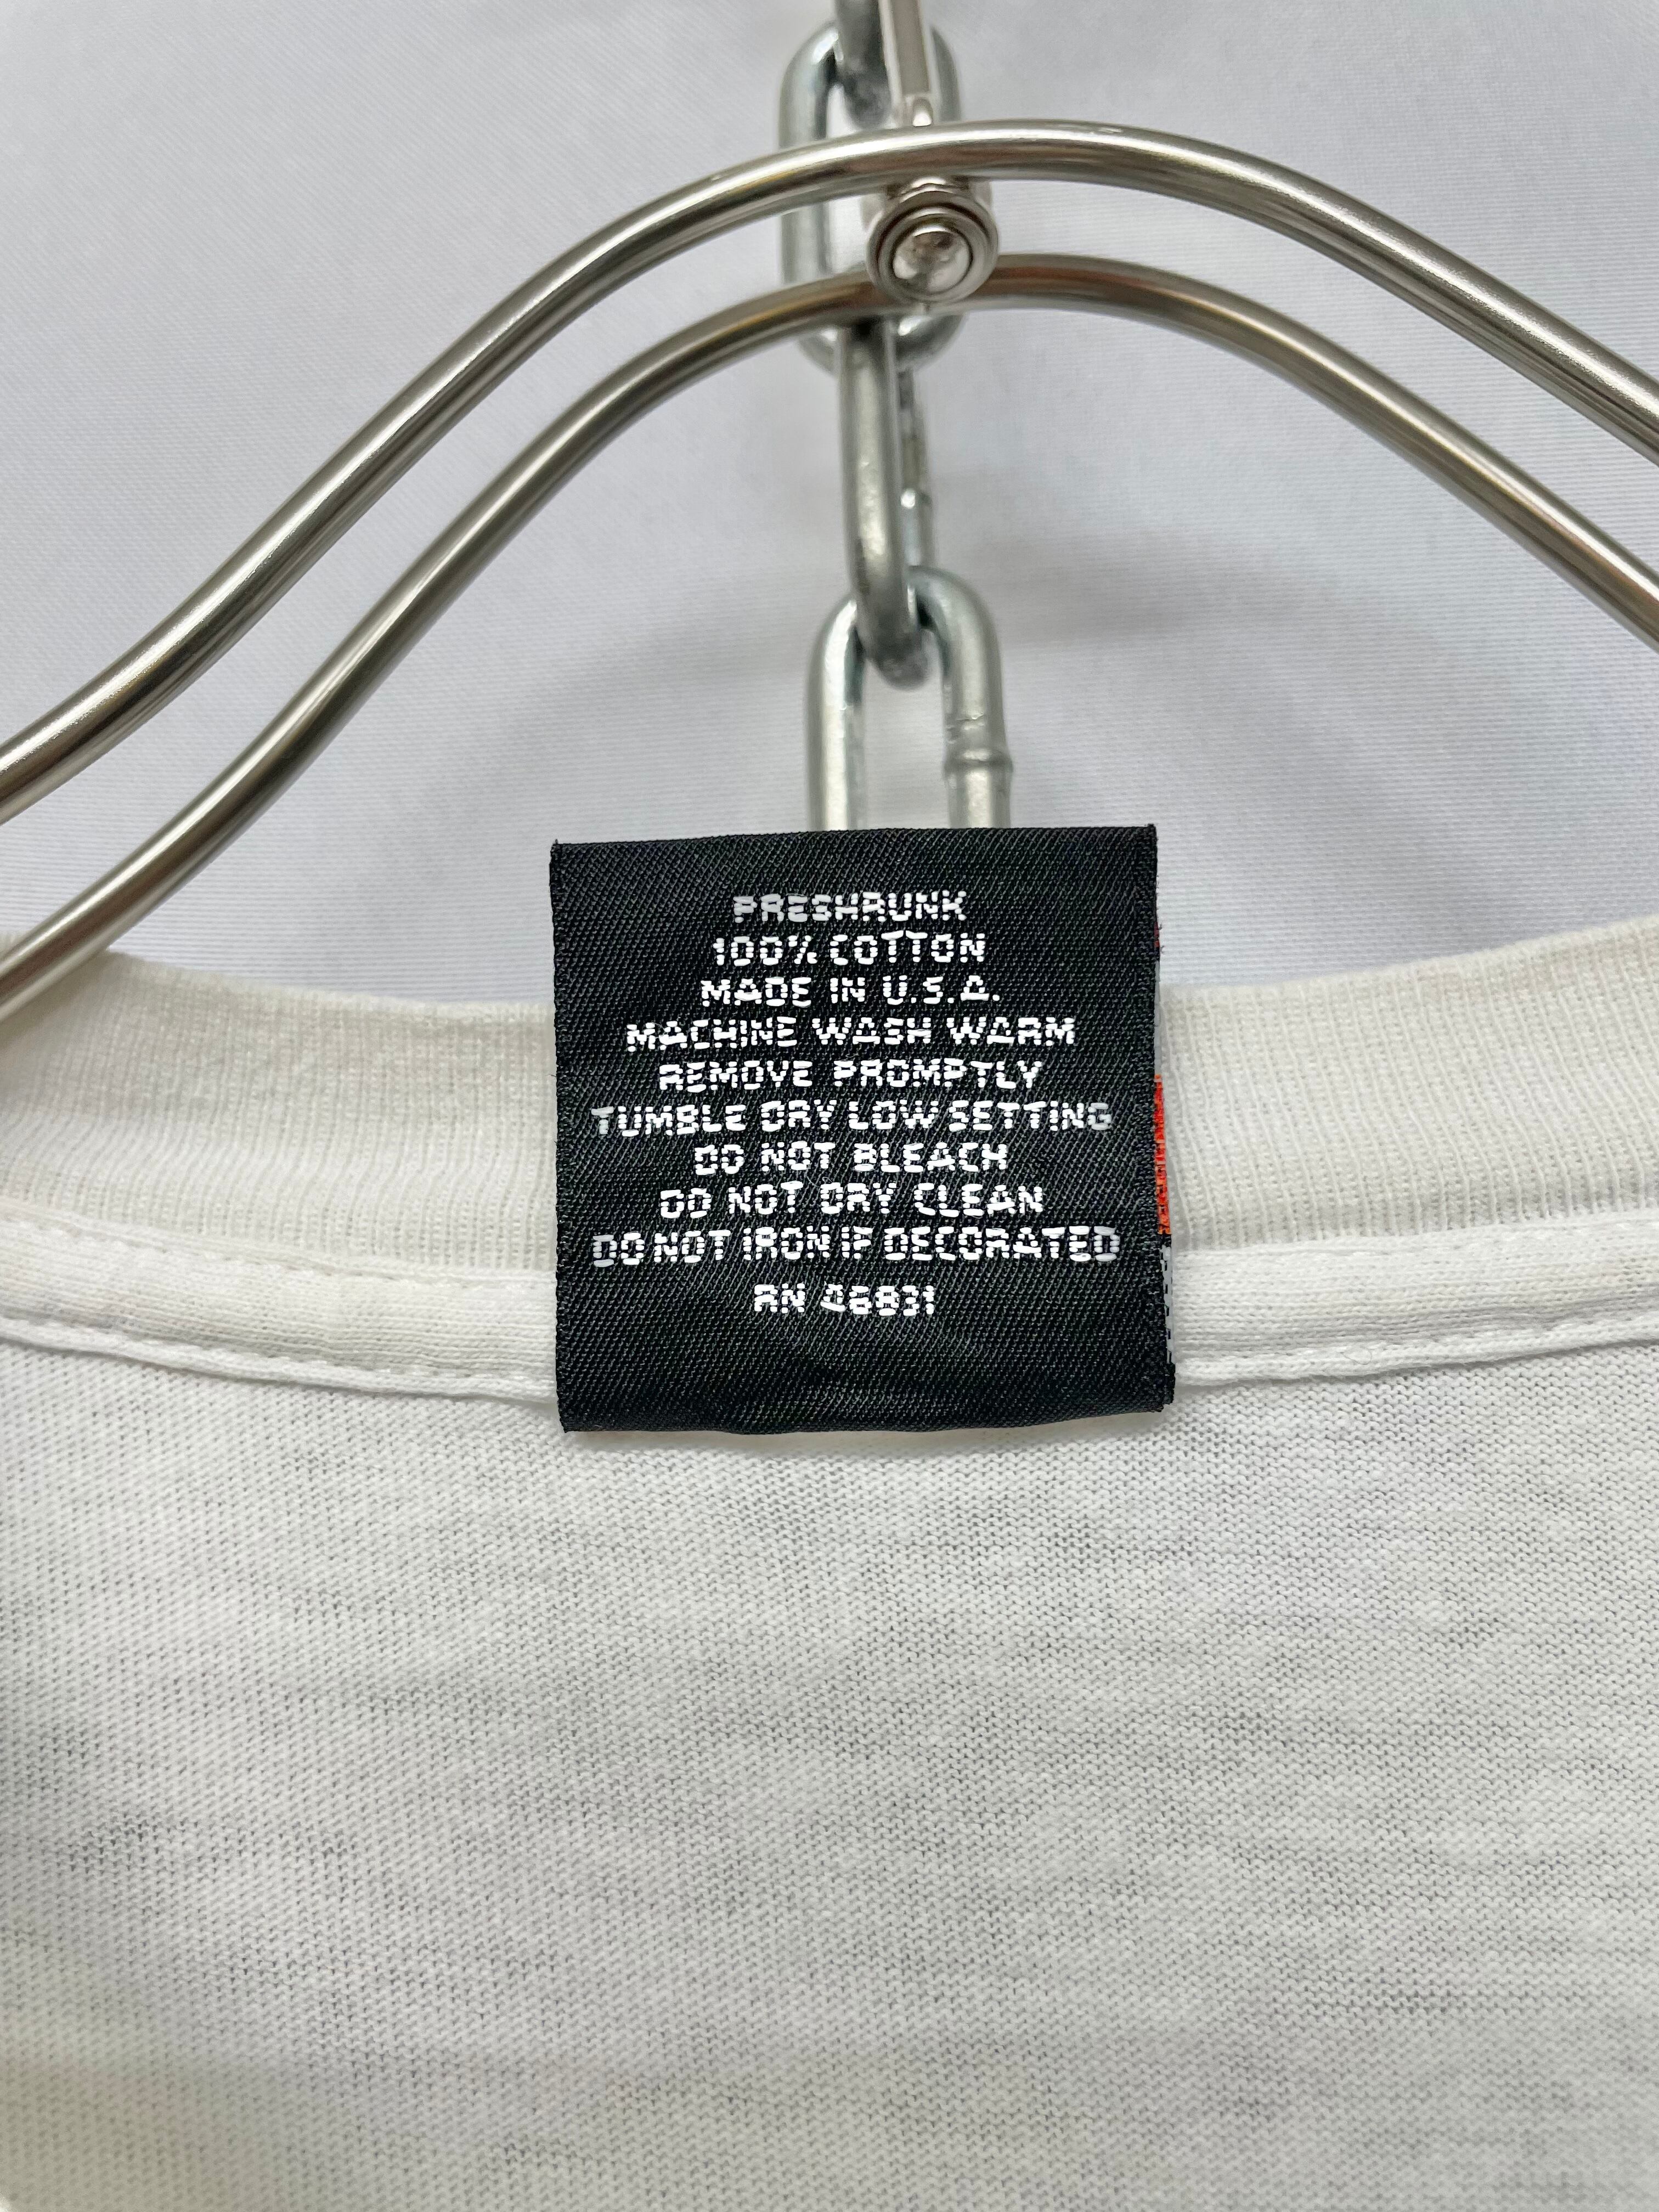 PRESHRUNK
100% COTTON
MADE IN U.S.A.
MACHINE WASH WARM
REMOVE PROMPTLY
TUMBLE DRY LOW SETTING
DO NOT BLEACH
DO NOT DRY CLEAN
DO NOT IRON IF DECORATED
RN 46831